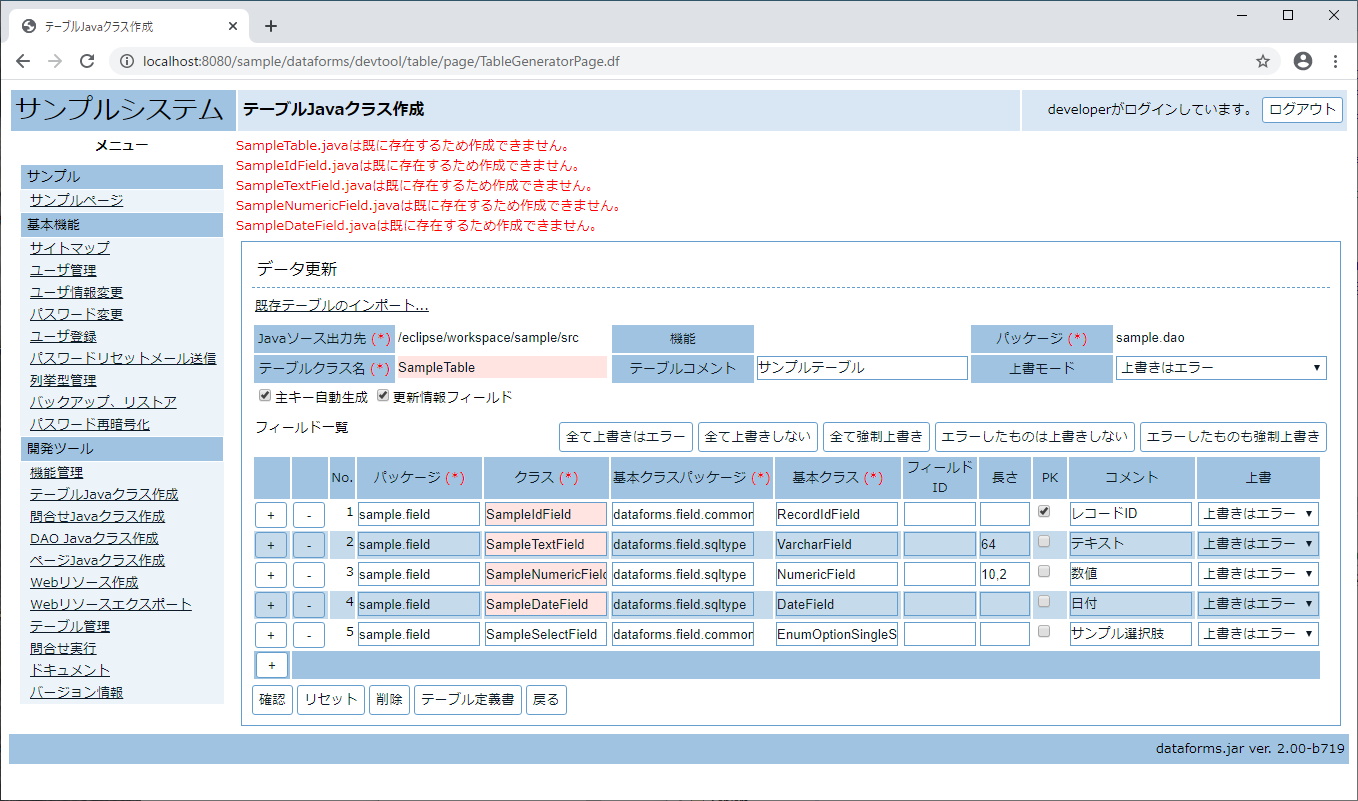 テーブルJavaクラス作成
localhost:8080/sample/dataforms/devtool/table/page/TableGeneratorPage.df
サンプルシステム テーブルJavaクラス作成 developerがログインしています。 ログアウト
メニュー
サンプル
サンプルページ
基本機能
サイトマップ
ユーザ管理
ユーザ情報変更
パスワード変更
ユーザ登録
パスワードリセットメール送信
列挙型管理
バックアップ、リストア
パスワード再暗号化
開発ツール
機能管理
テーブルJavaクラス作成
問合せJavaクラス作成
DAO Javaクラス作成
ページJavaクラス作成
Webリソース作成
Webリソースエクスポート
テーブル管理
問合せ実行
ドキュメント
バージョン情報
SampleTable.javaは既に存在するため作成できません。
SampleIdField.javaは既に存在するため作成できません。
SampleTextField.javaは既に存在するため作成できません。
SampleNumericField.javaは既に存在するため作成できません。
SampleDateField.javaは既に存在するため作成できません。
データ更新
既存テーブルのインポート...
Javaソース出力先 (*) /eclipse/workspace/sample/src 機能 パッケージ (*) sample.dao
テーブルクラス名 (*) SampleTable テーブルコメント サンプルテーブル 上書モード 上書きはエラー
主キー自動生成 更新情報フィールド
フィールド一覧 全て上書きはエラー 全て上書きしない 全て強制上書き エラーしたものは上書きしない エラーしたものも強制上書き
No. パッケージ (*) クラス (*) 基本クラスパッケージ (*) 基本クラス (*) フィールドID 長さ PK コメント 上書
+ - 1 sample.field SampleIdField dataforms.field.common RecordIdField レコードID 上書きはエラー
+ - 2 sample.field SampleTextField dataforms.field.sqltype VarcharField 64 テキスト 上書きはエラー
+ - 3 sample.field SampleNumericField dataforms.field.sqltype NumericField 10,2 数値 上書きはエラー
+ - 4 sample.field SampleDateField dataforms.field.sqltype DateField 日付 上書きはエラー
+ - 5 sample.field SampleSelectField dataforms.field.common EnumOptionSingleS サンプル選択肢 上書きはエラー
+
確認 リセット 削除 テーブル定義書 戻る
dataforms.jar ver. 2.00-b719